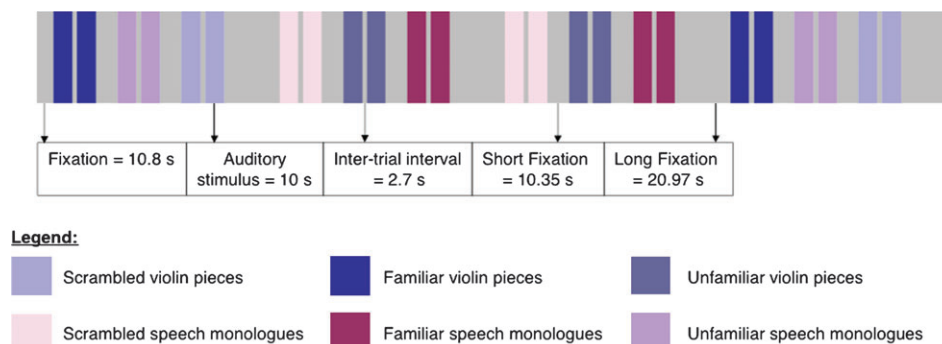 Fixation = 10.8 s
Auditory
stimulus = 10 s
Inter-trial interval
= 2.7 s
Short Fixation
= 10.35 s
Long Fixation
= 20.97 s
Legend:
Scrambled violin pieces
Familiar violin pieces
Unfamiliar violin pieces
Scrambled speech monologues
Familiar speech monologues
Unfamiliar speech monologues